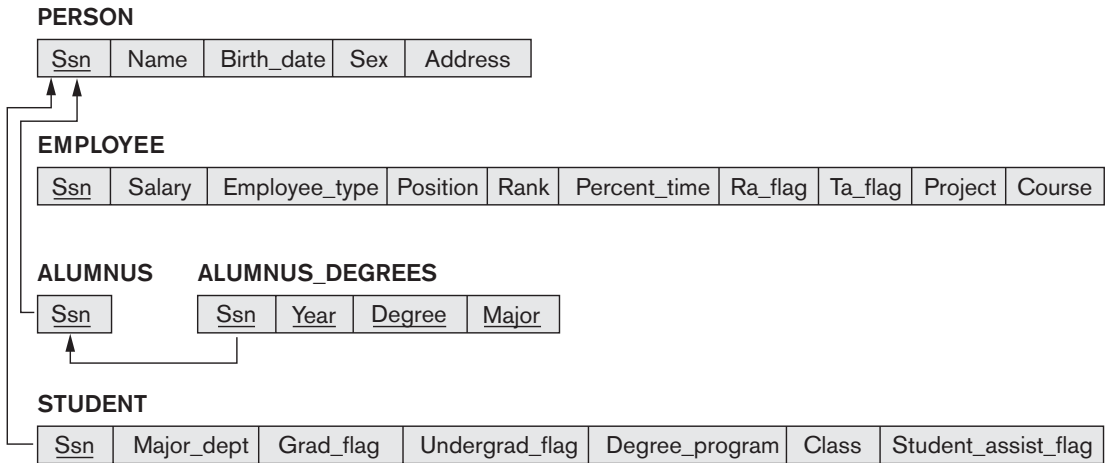 PERSON
Ssn Name Birth_date Sex Address
EMPLOYEE
Ssn Salary Employee_type Position Rank Percent_time Ra_flag Ta_flag Project Course
ALUMNUS ALUMNUS_DEGREES
Ssn Ssn Year Degree Major
STUDENT
Ssn Major_dept Grad_flag Undergrad_flag Degree_program Class Student_assist_flag